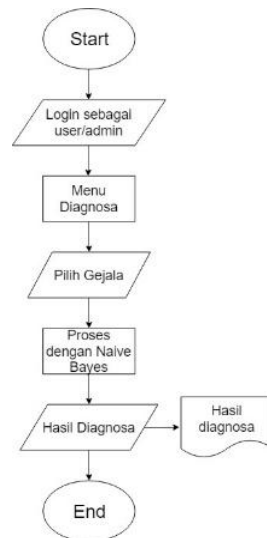 Start
Login sebagai
user/admin
Menu
Diagnosa
Pilih Gejala
Proses
dengan Naive
Bayes
Hasil Diagnosa
Hasil
diagnosa
End